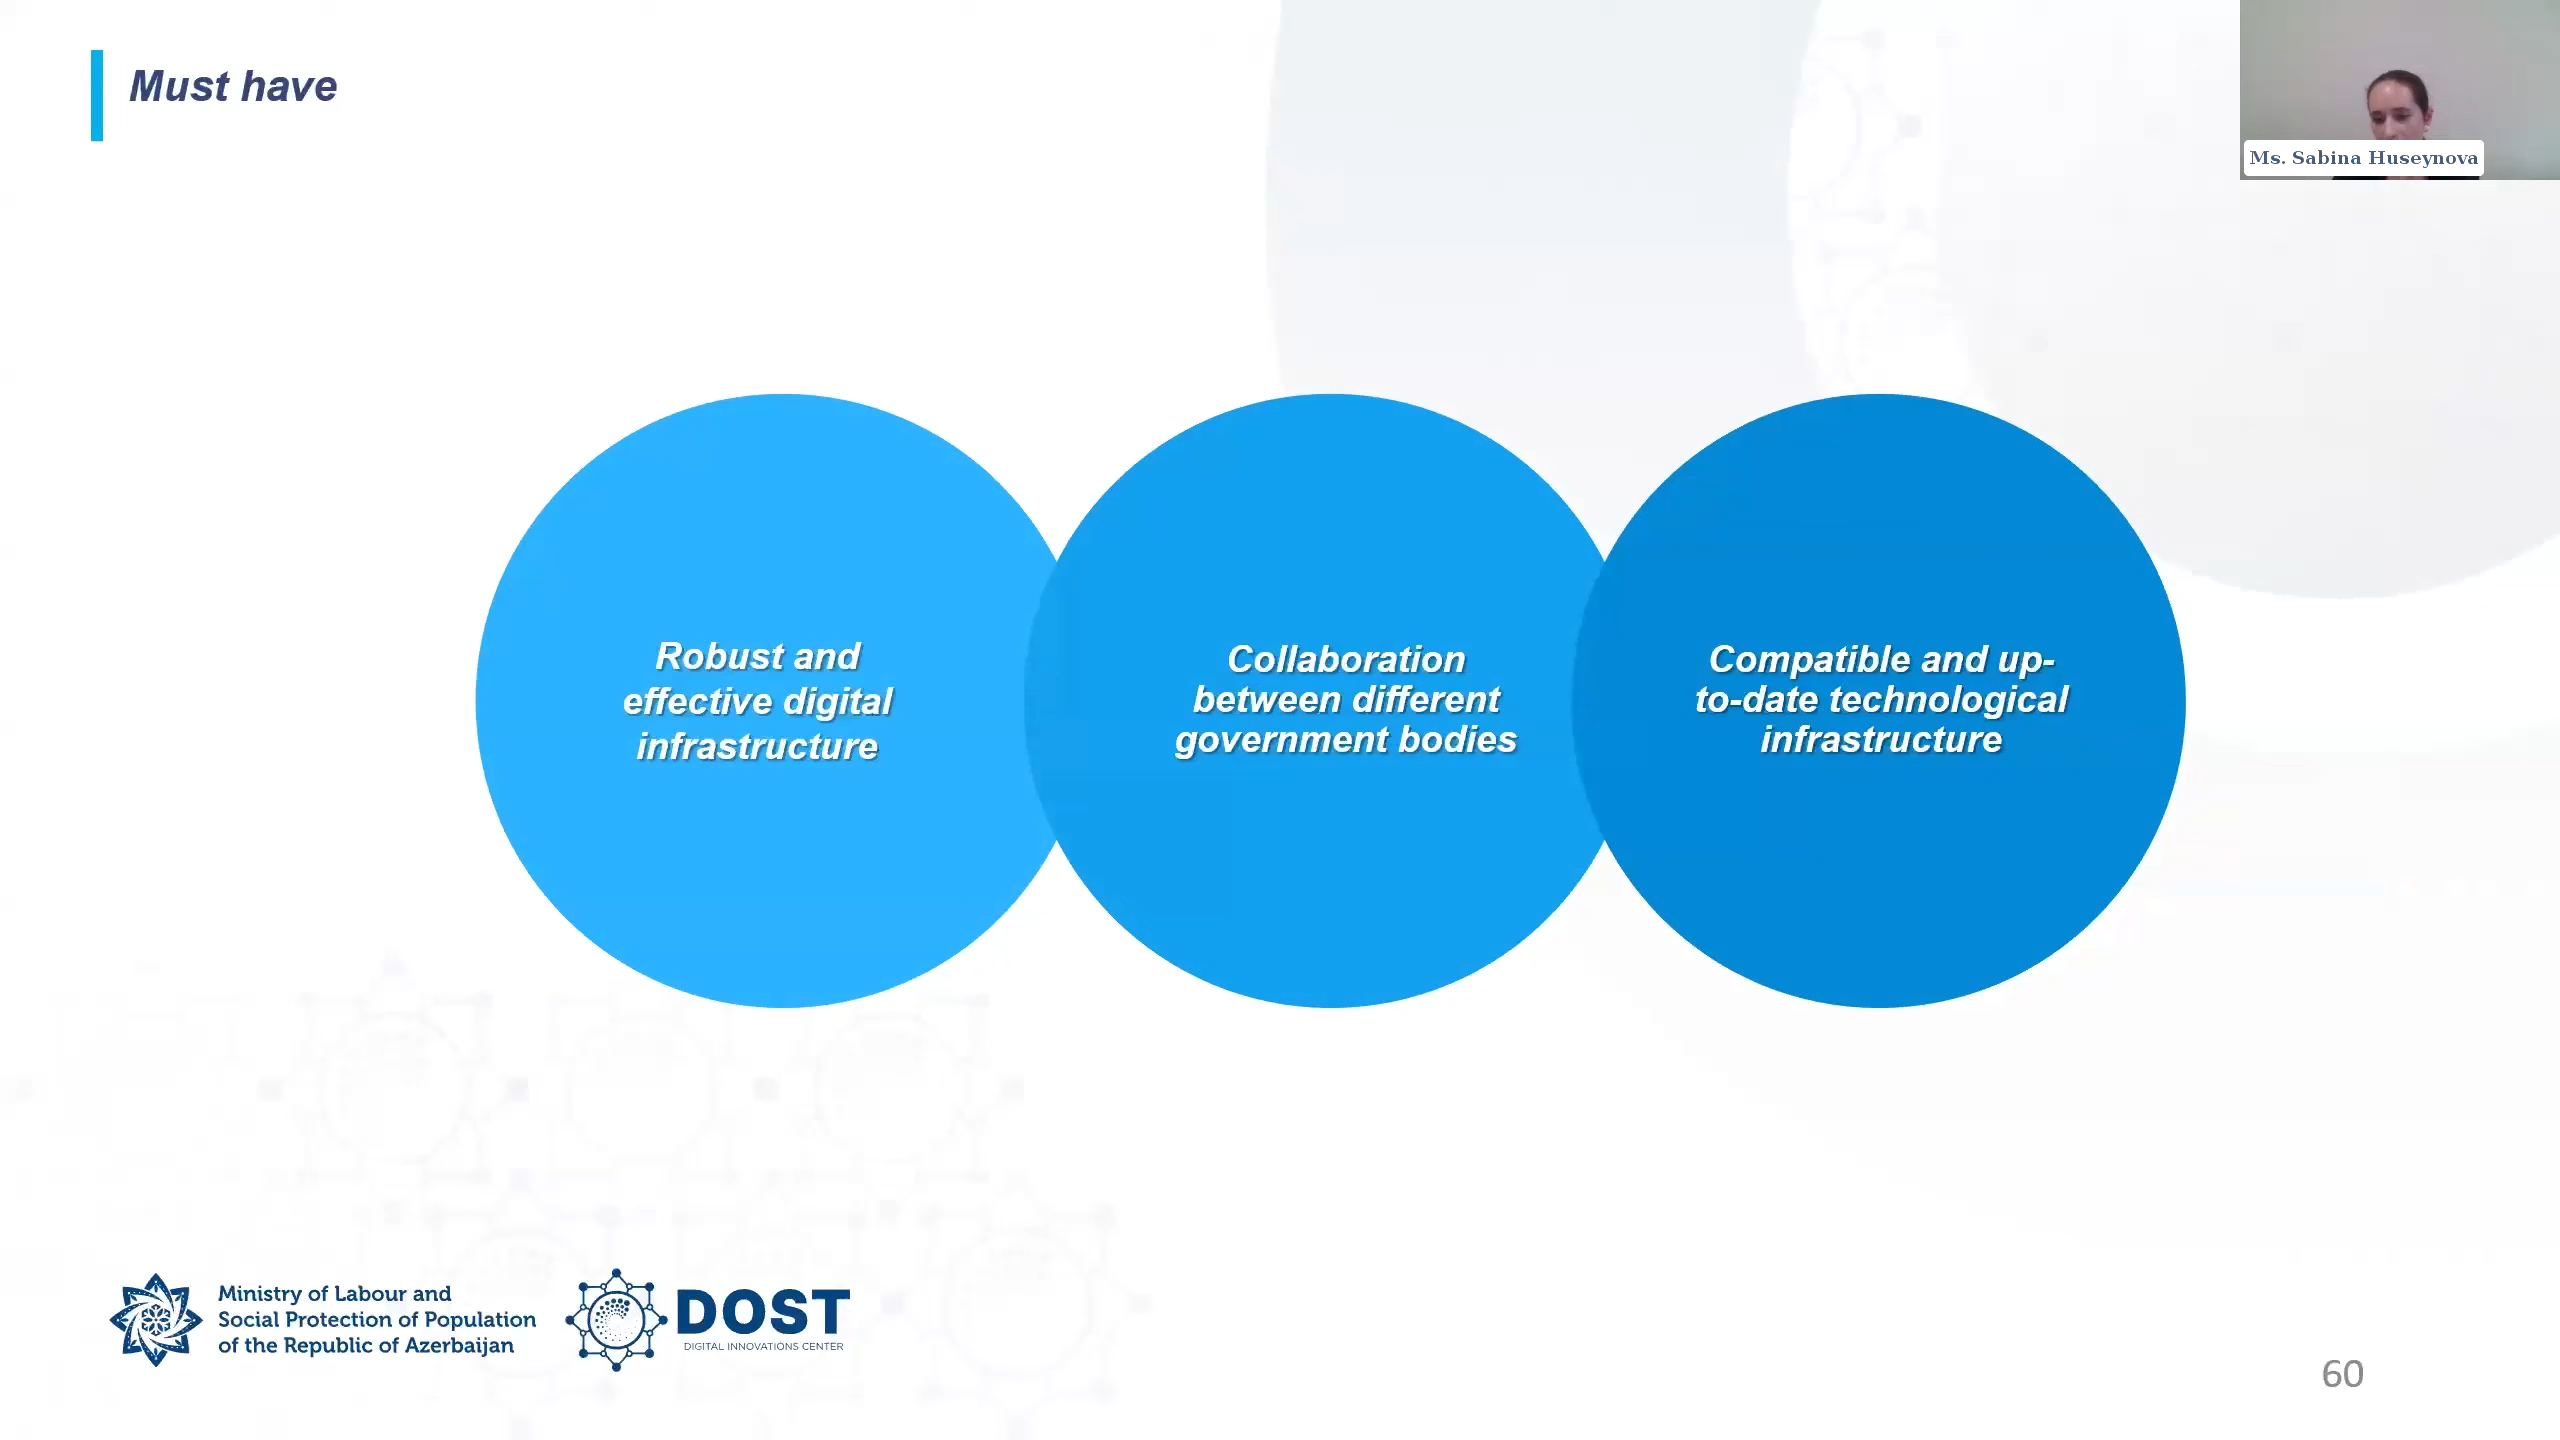 Must have
Ms. Sabina Huseynova
Robust and
effective digital
infrastructure
Collaboration
between different
government bodies
Compatible and up-
to-date technological
infrastructure
Ministry of Labour and
Social Protection of Population
of the Republic of Azerbaijan
DOST
DIGITAL INNOVATIONS CENTER
60